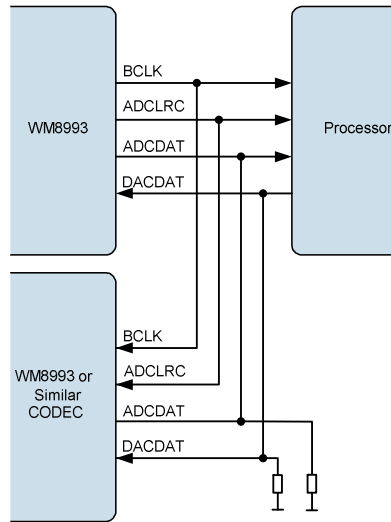 WM8993
BCLK
ADCLRC
ADCDAT
DACDAT
Processor
WM8993 or
Similar
CODEC
BCLK
ADCLRC
ADCDAT
DACDAT